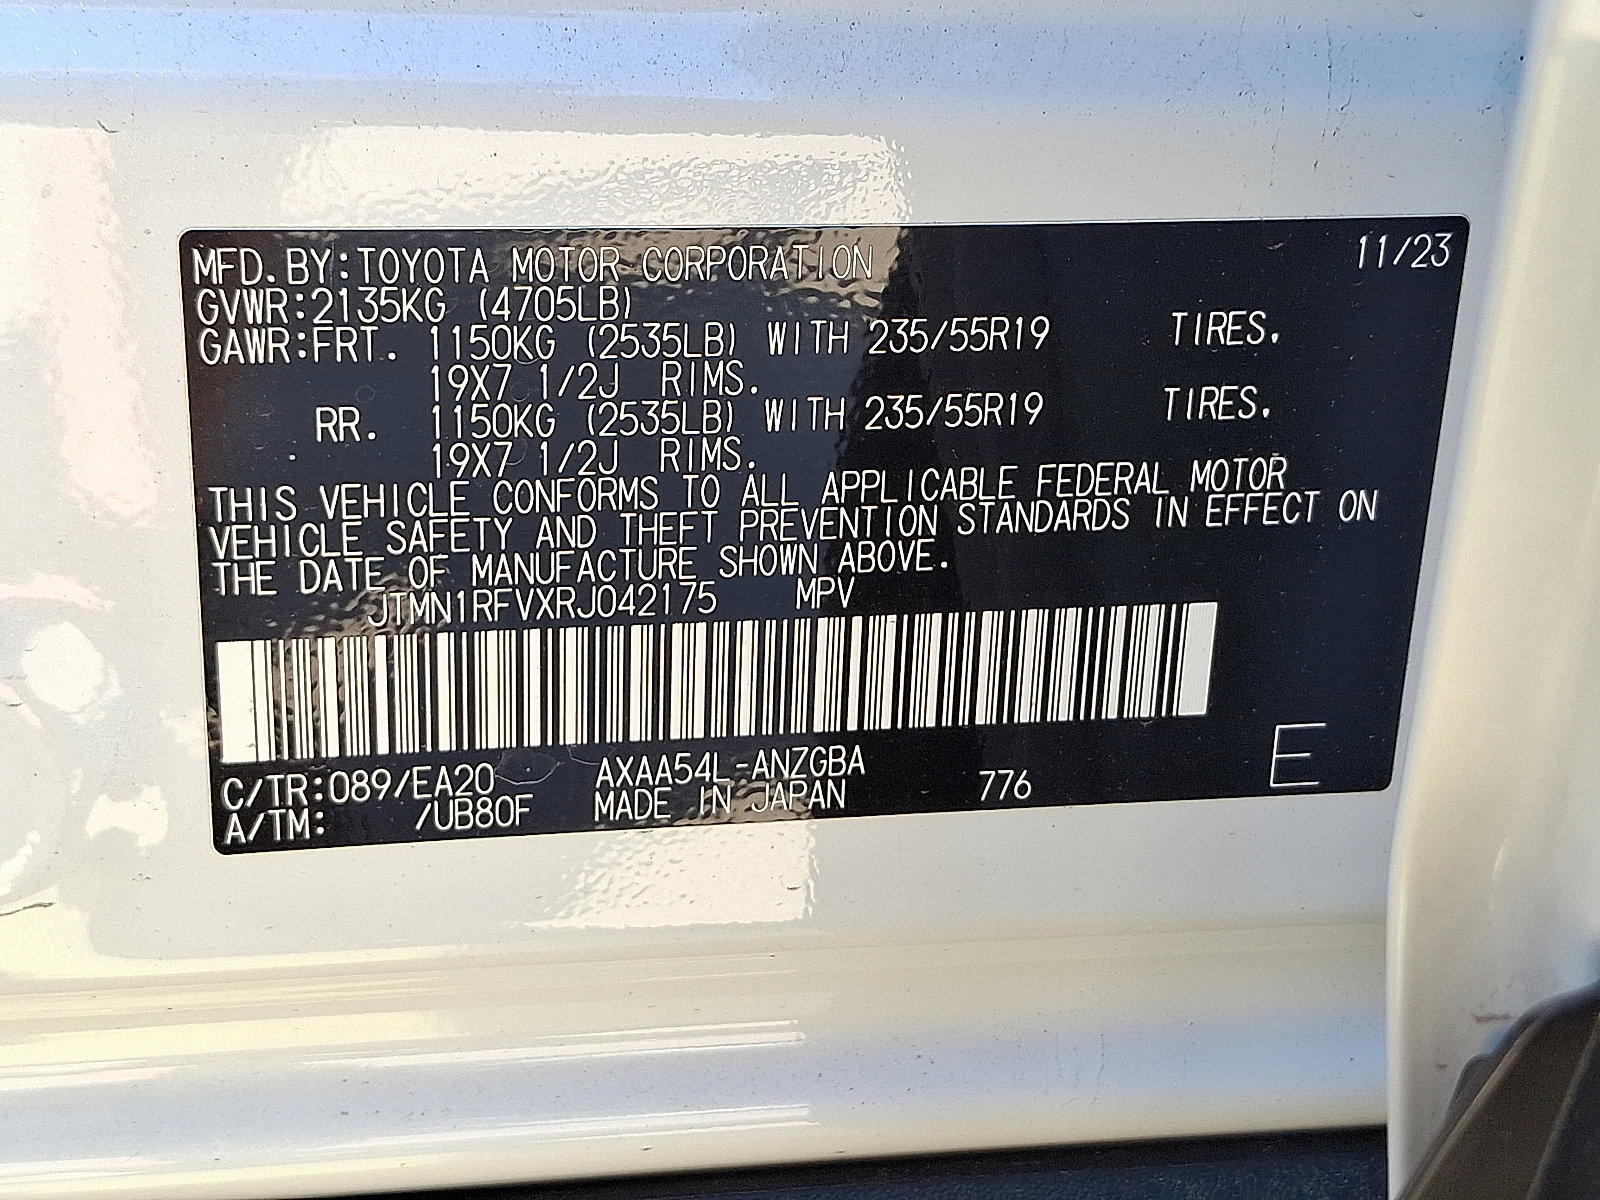 MFD. BY:TOYOTA MOTOR CORPORATION 11/23
GVWR:2135KG (4705LB)
GAWR:FRT. 1150KG (2535LB) WITH 235/55R19 TIRES.
19X7 1/2J RIMS.
RR. 1150KG (2535LB) WITH 235/55R19 TIRES.
19X7 1/2J RIMS.
THIS VEHICLE CONFORMS TO ALL APPLICABLE FEDERAL MOTOR
VEHICLE SAFETY AND THEFT PREVENTION STANDARDS IN EFFECT ON
THE DATE OF MANUFACTURE SHOWN ABOVE.
JTMN1RFVXRJ042175 MPV
C/TR:089/EA20 AXAA54L-ANZGBA
A/TM: /UB80F MADE IN JAPAN 776 E